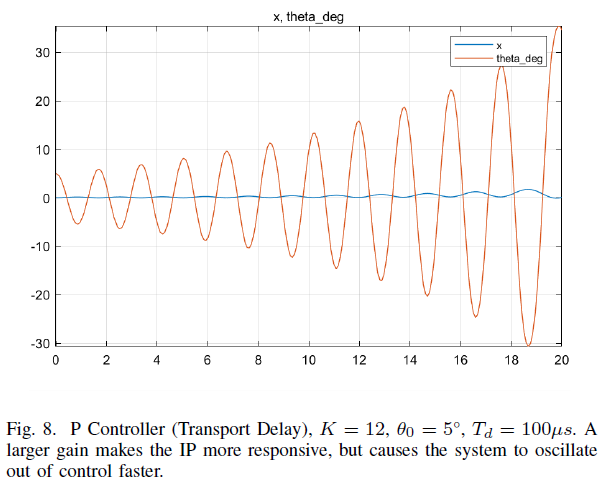 x, theta_deg
x
theta_deg
30
20
10
0
-10
-20
-30
0 2 4 6 8 10 12 14 16 18 20
Fig. 8. P Controller (Transport Delay), K = 12, θ₀ = 5°, T_d = 100μs. A
larger gain makes the IP more responsive, but causes the system to oscillate
out of control faster.